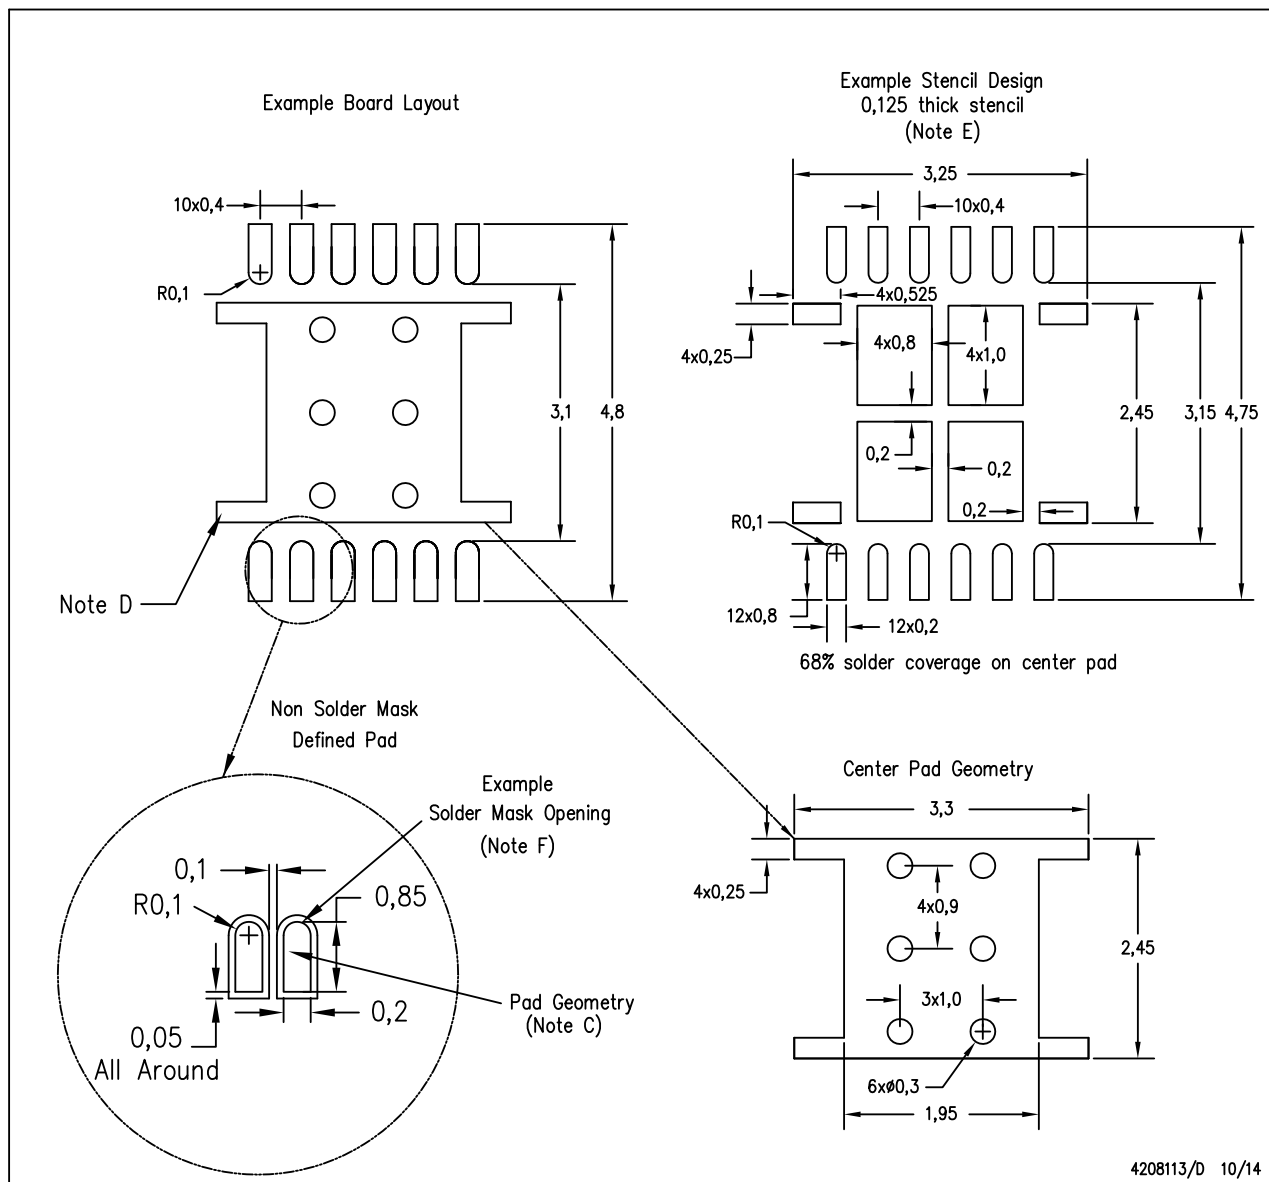 Example Board Layout
10x0,4
R0,1
3,1
4,8
Note D
Example Stencil Design
0,125 thick stencil
(Note E)
3,25
10x0,4
4x0,525
4x0,25
4x0,8
4x1,0
2,45
3,15
4,75
0,2
0,2
0,2
R0,1
12x0,8
12x0,2
68% solder coverage on center pad
Non Solder Mask
Defined Pad
Example
Solder Mask Opening
(Note F)
0,1
R0,1
0,85
0,2
0,05
All Around
Pad Geometry
(Note C)
Center Pad Geometry
3,3
4x0,25
4x0,9
2,45
3x1,0
6xø0,3
1,95
4208113/D 10/14